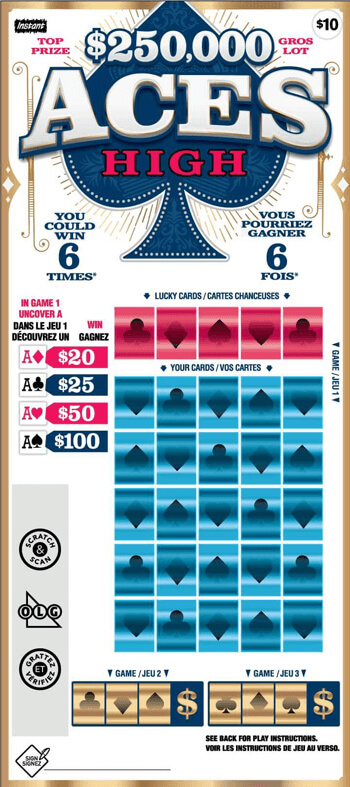 Instant
$10
TOP PRIZE
$250,000
GROS LOT
ACES
HIGH
YOU
COULD
WIN
6
TIMES*
VOUS
POURRIEZ
GAGNER
6
FOIS*
LUCKY CARDS / CARTES CHANCEUSES
IN GAME 1
UNCOVER A
DANS LE JEU 1
DÉCOUVREZ UN
WIN
GAGNEZ
A♦ $20
A♣ $25
A♥ $50
A♠ $100
YOUR CARDS / VOS CARTES
GAME / JEU 1
SCRATCH & SCAN
OLG
GRATTEZ ET VÉRIFIEZ
GAME / JEU 2
$
GAME / JEU 3
$
SEE BACK FOR PLAY INSTRUCTIONS.
VOIR LES INSTRUCTIONS DE JEU AU VERSO.
SIGN
SIGNEZ